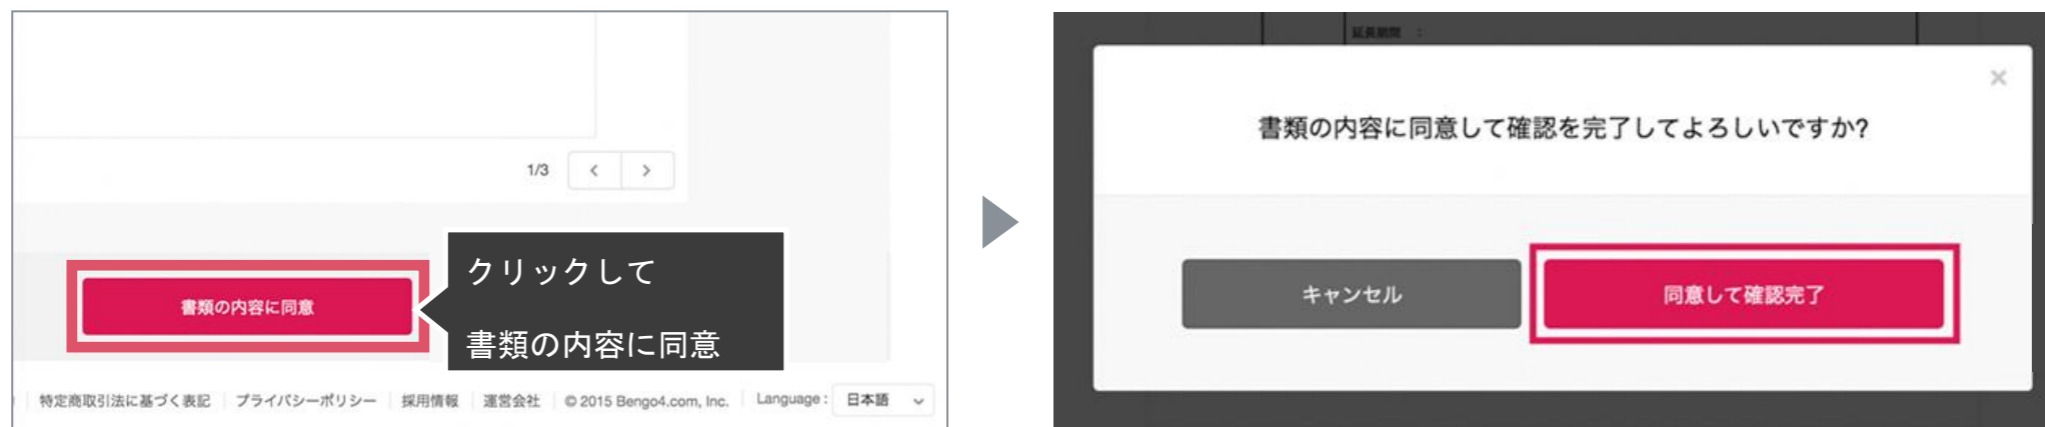 1/3
書類の内容に同意
クリックして
書類の内容に同意
特定商取引法に基づく表記 プライバシーポリシー 採用情報 運営会社 © 2015 Bengo4.com, Inc. Language : 日本語
延長期間 :
書類の内容に同意して確認を完了してよろしいですか?
キャンセル
同意して確認完了